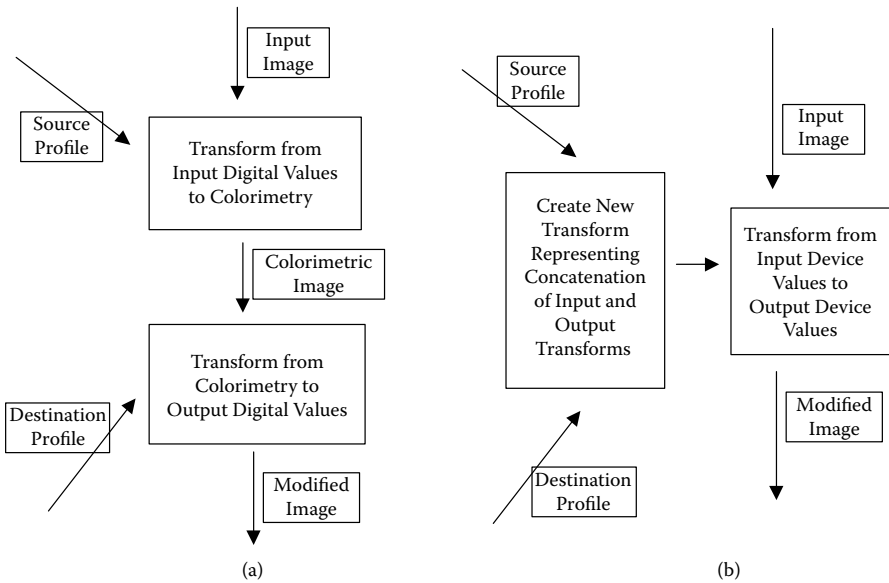 Input
Image
Source
Profile
Transform from
Input Digital Values
to Colorimetry
Colorimetric
Image
Transform from
Colorimetry to
Output Digital Values
Destination
Profile
Modified
Image
(a)
Source
Profile
Input
Image
Create New
Transform
Representing
Concatenation
of Input and
Output
Transforms
Transform from
Input Device
Values to
Output Device
Values
Modified
Image
Destination
Profile
(b)